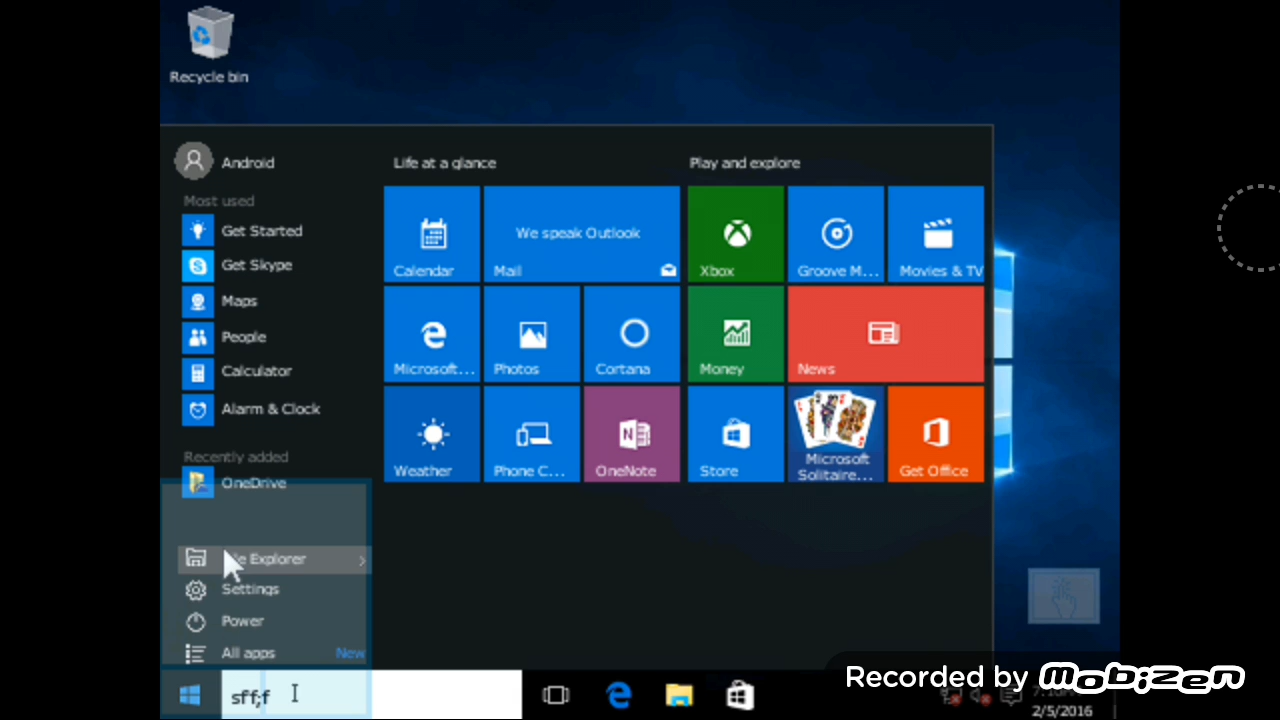 Recycle bin
Android
Most used
Get Started
Get Skype
Maps
People
Calculator
Alarm & Clock
Recently added
OneDrive
Explorer
Settings
Power
All apps New
Life at a glance
Calendar
We speak Outlook
Mail
Microsoft...
Photos
Cortana
Weather
Phone C...
N
OneNote
Play and explore
Xbox
Groove M...
Movies & TV
Money
News
Store
Microsoft
Solitaire...
Get Office
sff;f
Recorded by mobizen
2/5/2016